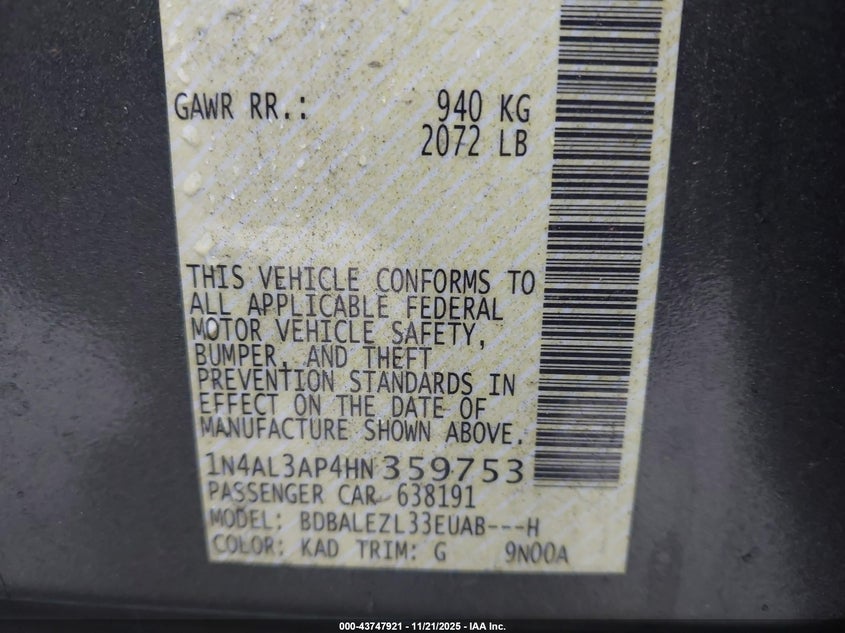 GAWR RR.: 940 KG
2072 LB
THIS VEHICLE CONFORMS TO
ALL APPLICABLE FEDERAL
MOTOR VEHICLE SAFETY,
BUMPER, AND THEFT
PREVENTION STANDARDS IN
EFFECT ON THE DATE OF
MANUFACTURE SHOWN ABOVE.
1N4AL3AP4HN359753
PASSENGER CAR 638191
MODEL: BDBALEZL33EUAB---H
COLOR: KAD TRIM: G 9N00A
000-43747921 - 11/21/2025 - IAA Inc.